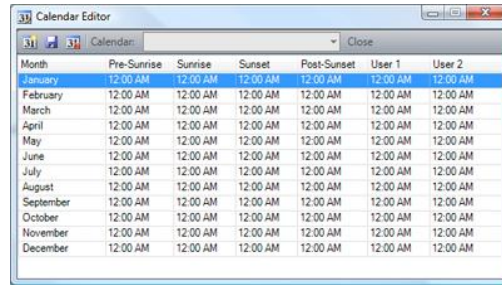 Calendar Editor
Calendar: Close
Month Pre-Sunrise Sunrise Sunset Post-Sunset User 1 User 2
January 12:00 AM 12:00 AM 12:00 AM 12:00 AM 12:00 AM 12:00 AM
February 12:00 AM 12:00 AM 12:00 AM 12:00 AM 12:00 AM 12:00 AM
March 12:00 AM 12:00 AM 12:00 AM 12:00 AM 12:00 AM 12:00 AM
April 12:00 AM 12:00 AM 12:00 AM 12:00 AM 12:00 AM 12:00 AM
May 12:00 AM 12:00 AM 12:00 AM 12:00 AM 12:00 AM 12:00 AM
June 12:00 AM 12:00 AM 12:00 AM 12:00 AM 12:00 AM 12:00 AM
July 12:00 AM 12:00 AM 12:00 AM 12:00 AM 12:00 AM 12:00 AM
August 12:00 AM 12:00 AM 12:00 AM 12:00 AM 12:00 AM 12:00 AM
September 12:00 AM 12:00 AM 12:00 AM 12:00 AM 12:00 AM 12:00 AM
October 12:00 AM 12:00 AM 12:00 AM 12:00 AM 12:00 AM 12:00 AM
November 12:00 AM 12:00 AM 12:00 AM 12:00 AM 12:00 AM 12:00 AM
December 12:00 AM 12:00 AM 12:00 AM 12:00 AM 12:00 AM 12:00 AM